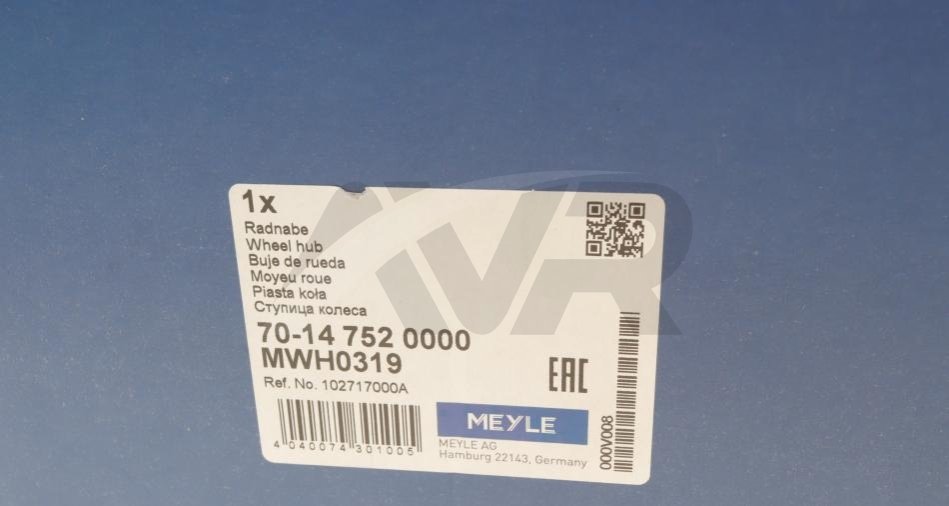 1x
Radnabe
Wheel hub
Buje de rueda
Moyeu roue
Piasta koła
Ступица колеса
70-14 752 0000
MWH0319
Ref. No. 102717000A
EAC
4 040074 301005
MEYLE
MEYLE AG
Hamburg 22143, Germany
000V008
VR